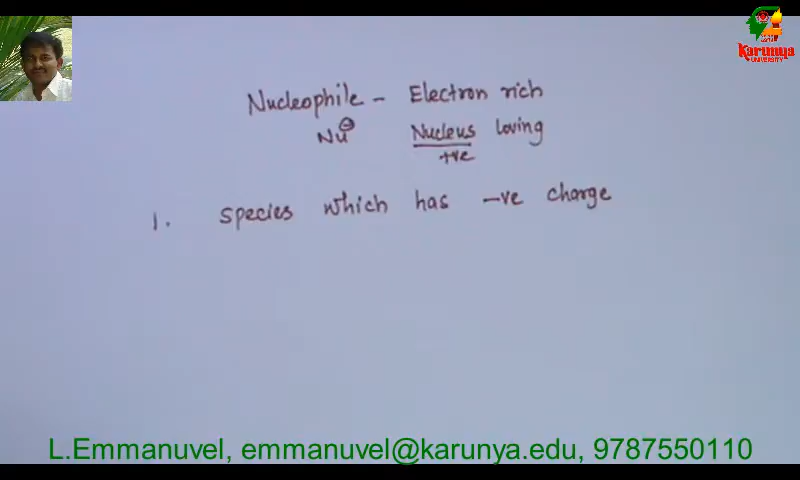 Karunya
UNIVERSITY
Nucleophile – Electron rich
Nu⊖ Nucleus loving
+ve
1. Species which has –ve charge
L.Emmanuvel, emmanuvel@karunya.edu, 9787550110